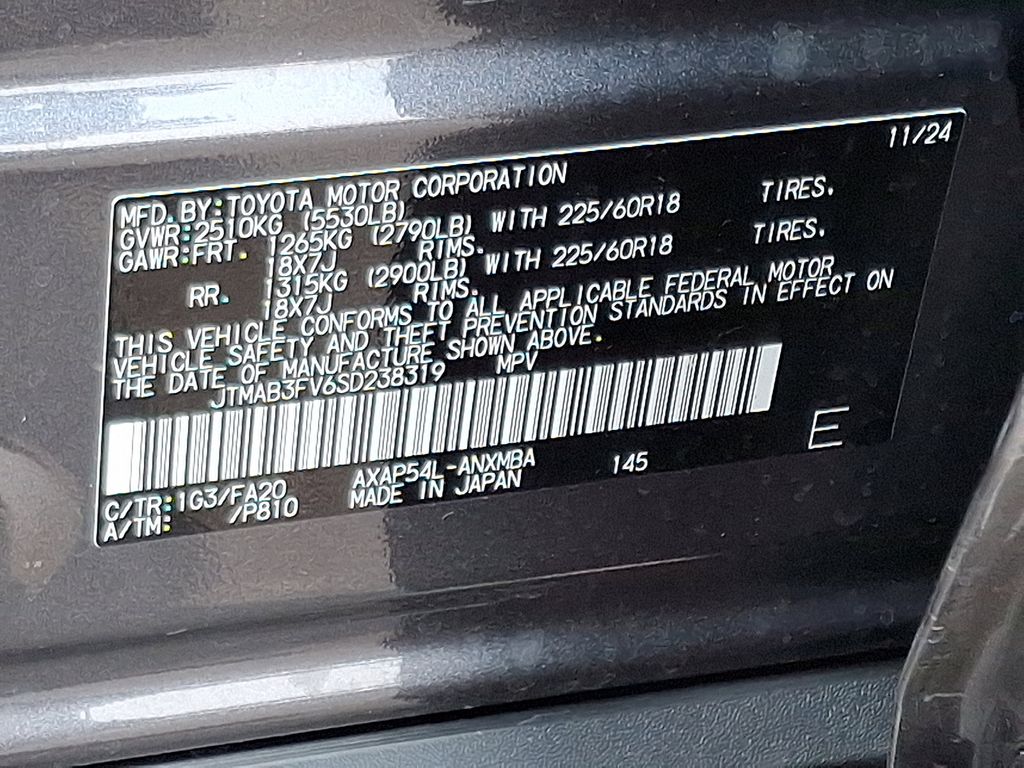 11/24
MFD. BY:TOYOTA MOTOR CORPORATION
GVWR:2510KG (5530LB)
GAWR:FRT. 1265KG (2790LB) WITH 225/60R18 TIRES.
18X7J RIMS.
RR. 1315KG (2900LB) WITH 225/60R18 TIRES.
18X7J RIMS.
THIS VEHICLE CONFORMS TO ALL APPLICABLE FEDERAL MOTOR
VEHICLE SAFETY AND THEFT PREVENTION STANDARDS IN EFFECT ON
THE DATE OF MANUFACTURE SHOWN ABOVE.
JTMAB3FV6SD238319 MPV
E
C/TR:1G3/FA20 AXAP54L-ANXMBA 145
A/TM: /P810 MADE IN JAPAN